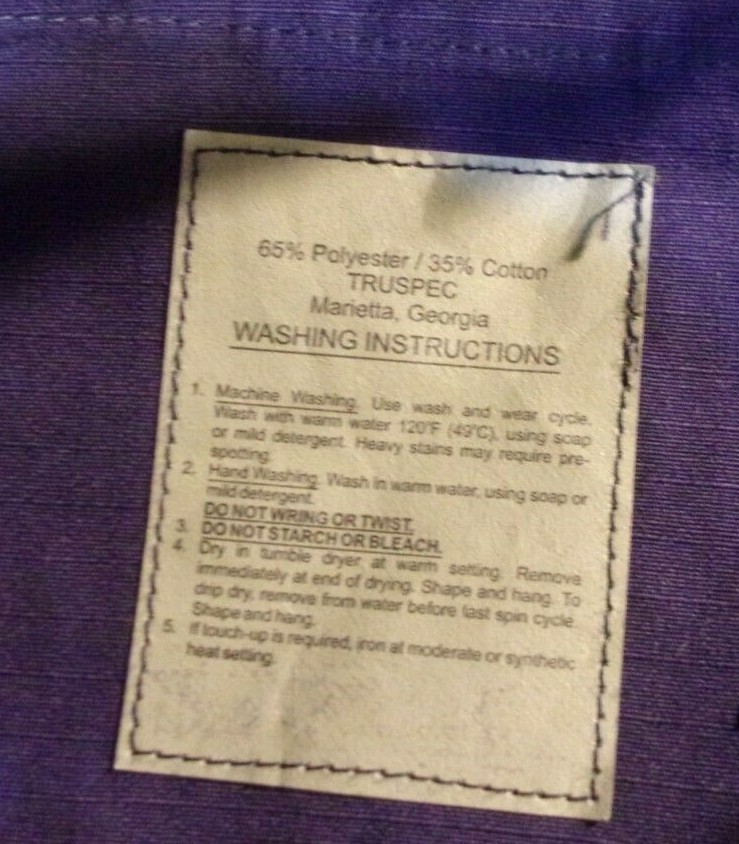 65% Polyester / 35% Cotton
TRUSPEC
Marietta, Georgia
WASHING INSTRUCTIONS
1. Machine Washing. Use wash and wear cycle.
Wash with warm water 120°F (49°C), using soap
or mild detergent. Heavy stains may require pre-
spotting.
2. Hand Washing. Wash in warm water, using soap or
mild detergent.
DO NOT WRING OR TWIST.
3. DO NOT STARCH OR BLEACH.
4. Dry in tumble dryer at warm setting. Remove
immediately at end of drying. Shape and hang. To
drip dry, remove from water before last spin cycle.
Shape and hang.
5. If touch-up is required, iron at moderate or synthetic
heat setting.